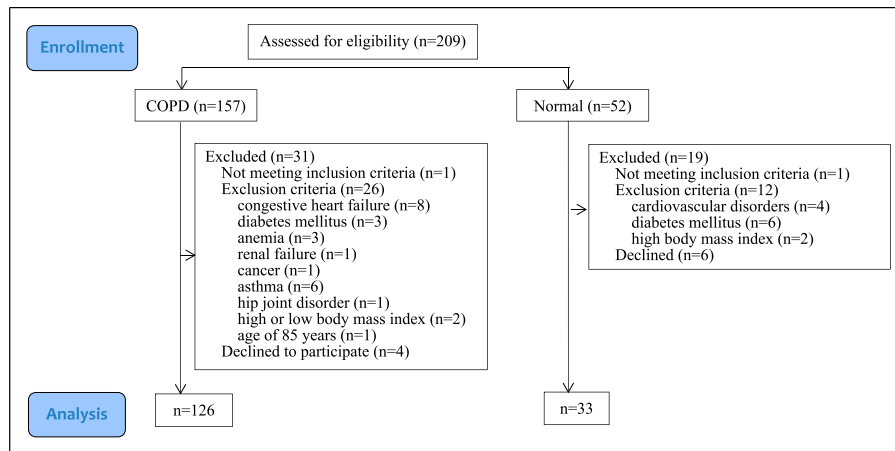 Enrollment
Assessed for eligibility (n=209)
COPD (n=157)
Normal (n=52)
Excluded (n=31)
Not meeting inclusion criteria (n=1)
Exclusion criteria (n=26)
congestive heart failure (n=8)
diabetes mellitus (n=3)
anemia (n=3)
renal failure (n=1)
cancer (n=1)
asthma (n=6)
hip joint disorder (n=1)
high or low body mass index (n=2)
age of 85 years (n=1)
Declined to participate (n=4)
Excluded (n=19)
Not meeting inclusion criteria (n=1)
Exclusion criteria (n=12)
cardiovascular disorders (n=4)
diabetes mellitus (n=6)
high body mass index (n=2)
Declined (n=6)
Analysis
n=126
n=33